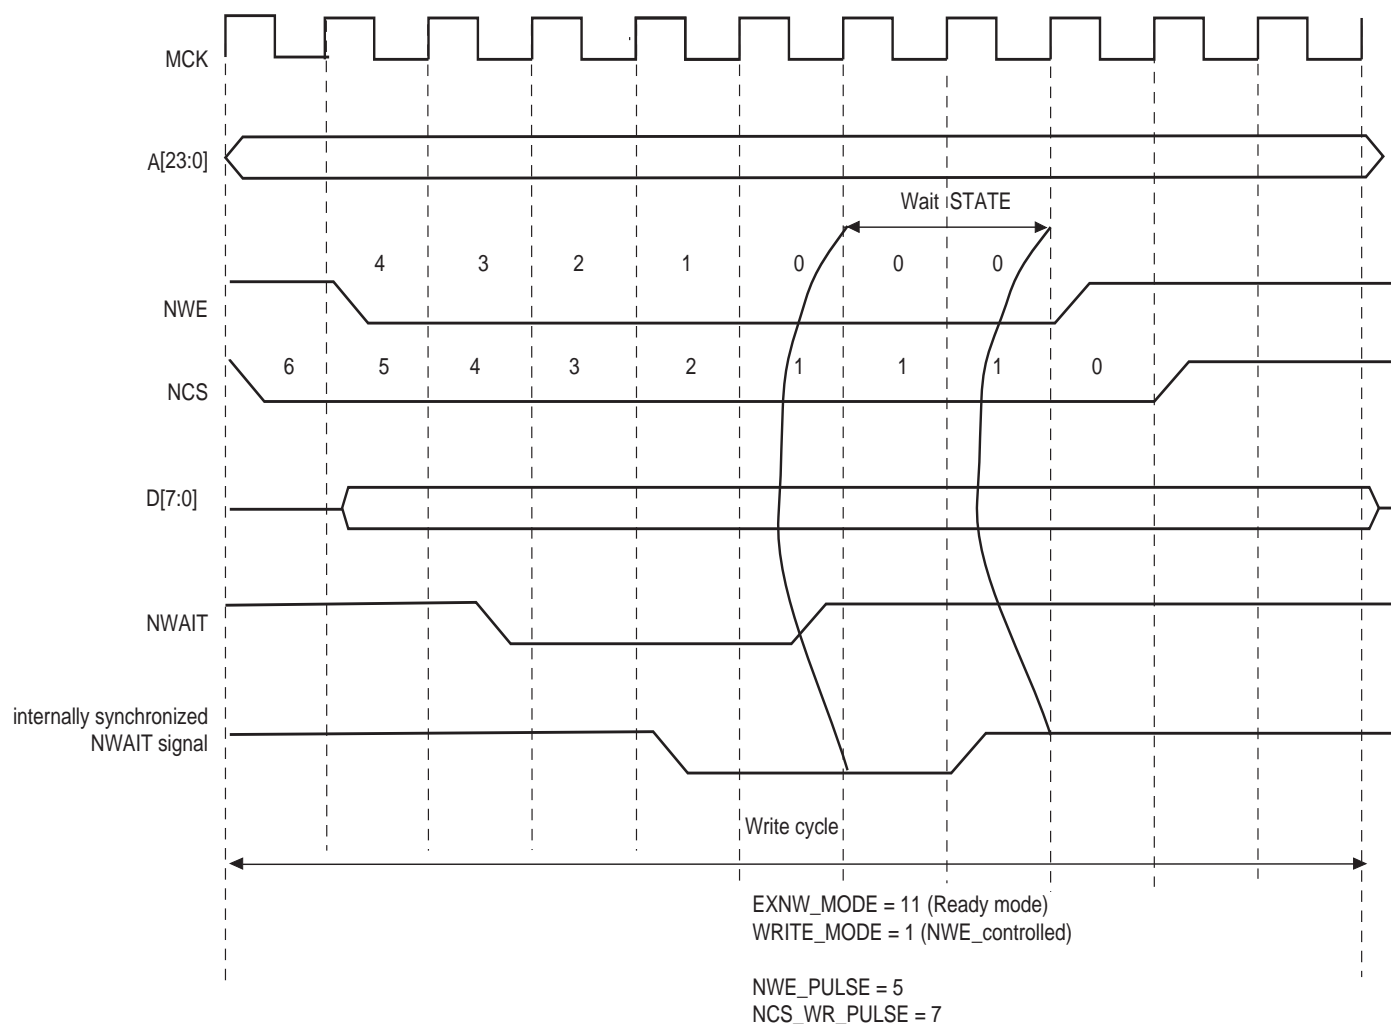 MCK
A[23:0]
Wait STATE
4 3 2 1 0 0 0
NWE
6 5 4 3 2 1 1 1 0
NCS
D[7:0]
NWAIT
internally synchronized
NWAIT signal
Write cycle
EXNW_MODE = 11 (Ready mode)
WRITE_MODE = 1 (NWE_controlled)
NWE_PULSE = 5
NCS_WR_PULSE = 7